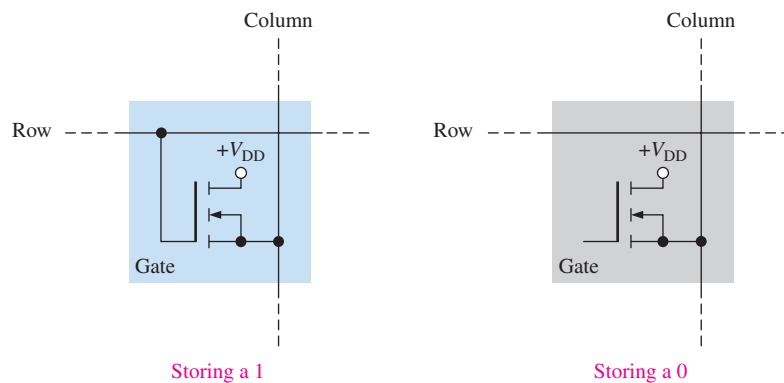 Column
Row
+VDD
Gate
Storing a 1
Column
Row
+VDD
Gate
Storing a 0